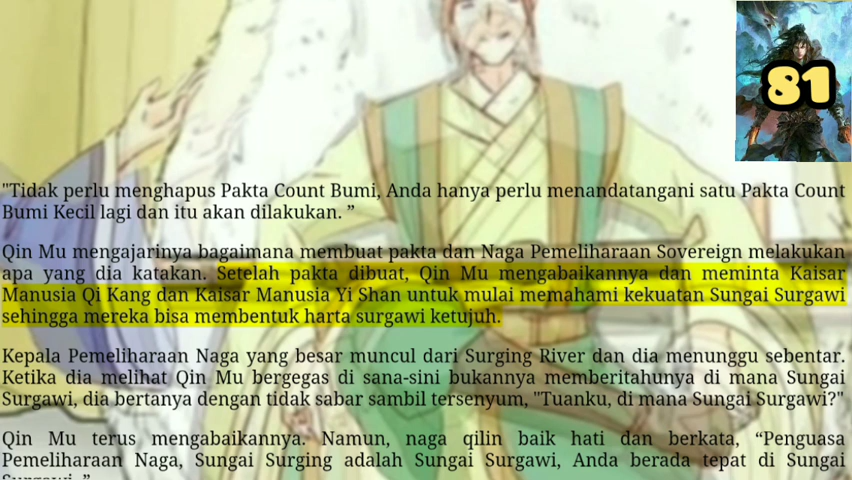 81
"Tidak perlu menghapus Pakta Count Bumi, Anda hanya perlu menandatangani satu Pakta Count
Bumi Kecil lagi dan itu akan dilakukan. ”
Qin Mu mengajarinya bagaimana membuat pakta dan Naga Pemeliharaan Sovereign melakukan
apa yang dia katakan. Setelah pakta dibuat, Qin Mu mengabaikannya dan meminta Kaisar
Manusia Qi Kang dan Kaisar Manusia Yi Shan untuk mulai memahami kekuatan Sungai Surgawi
sehingga mereka bisa membentuk harta surgawi ketujuh.
Kepala Pemeliharaan Naga yang besar muncul dari Surging River dan dia menunggu sebentar.
Ketika dia melihat Qin Mu bergegas di sana-sini bukannya memberitahunya di mana Sungai
Surgawi, dia bertanya dengan tidak sabar sambil tersenyum, "Tuanku, di mana Sungai Surgawi?"
Qin Mu terus mengabaikannya. Namun, naga qilin baik hati dan berkata, “Penguasa
Pemeliharaan Naga, Sungai Surging adalah Sungai Surgawi, Anda berada tepat di Sungai